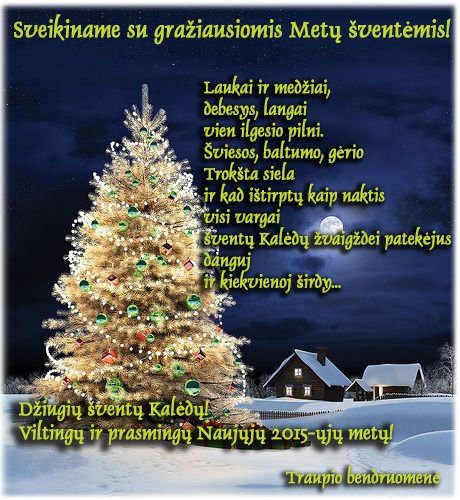 Sveikiname su gražiausiomis Metų šventėmis!
Laukai ir medžiai,
debesys, langai
vien ilgesio pilni.
Šviesos, baltumo, gėrio
Trokšta siela
ir kad ištirptų kaip naktis
visi vargai
šventų Kalėdų žvaigždei patekėjus
danguj
ir kiekvienoj širdy...
Džiugių šventų Kalėdų!
Viltingų ir prasmingų Naujųjų 2015-ųjų metų!
Traupio bendruomenė